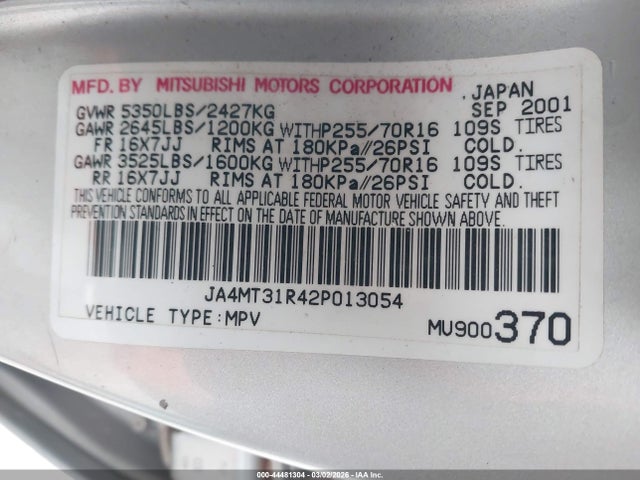 MFD. BY MITSUBISHI MOTORS CORPORATION. JAPAN
GVWR 5350LBS/2427KG SEP 2001
GAWR 2645LBS/1200KG WITHP255/70R16 109S TIRES
FR 16X7JJ RIMS AT 180KPa//26PSI COLD.
GAWR 3525LBS/1600KG WITHP255/70R16 109S TIRES
RR 16X7JJ RIMS AT 180KPa//26PSI COLD.
THIS VEHICLE CONFORMS TO ALL APPLICABLE FEDERAL MOTOR VEHICLE SAFETY AND THEFT
PREVENTION STANDARDS IN EFFECT ON THE DATE OF MANUFACTURE SHOWN ABOVE.
JA4MT31R42P013054
VEHICLE TYPE:MPV MU900370
000-44481304 | 03/02/2026 - COPART/IAA